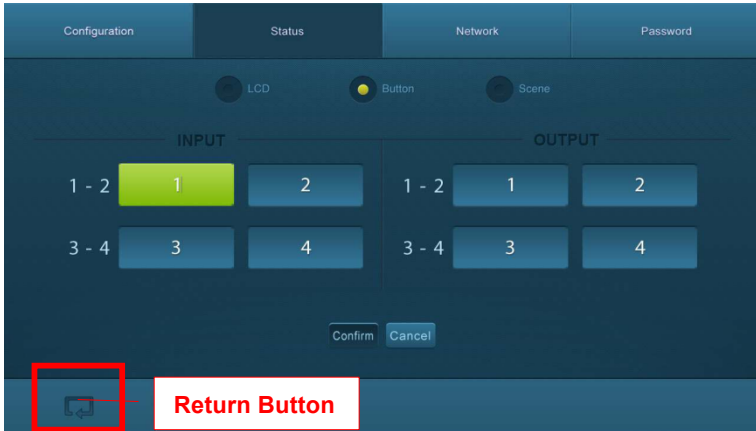 Configuration Status Network Password
LCD Button Scene
INPUT OUTPUT
1 - 2 1 2 1 - 2 1 2
3 - 4 3 4 3 - 4 3 4
Confirm Cancel
Return Button